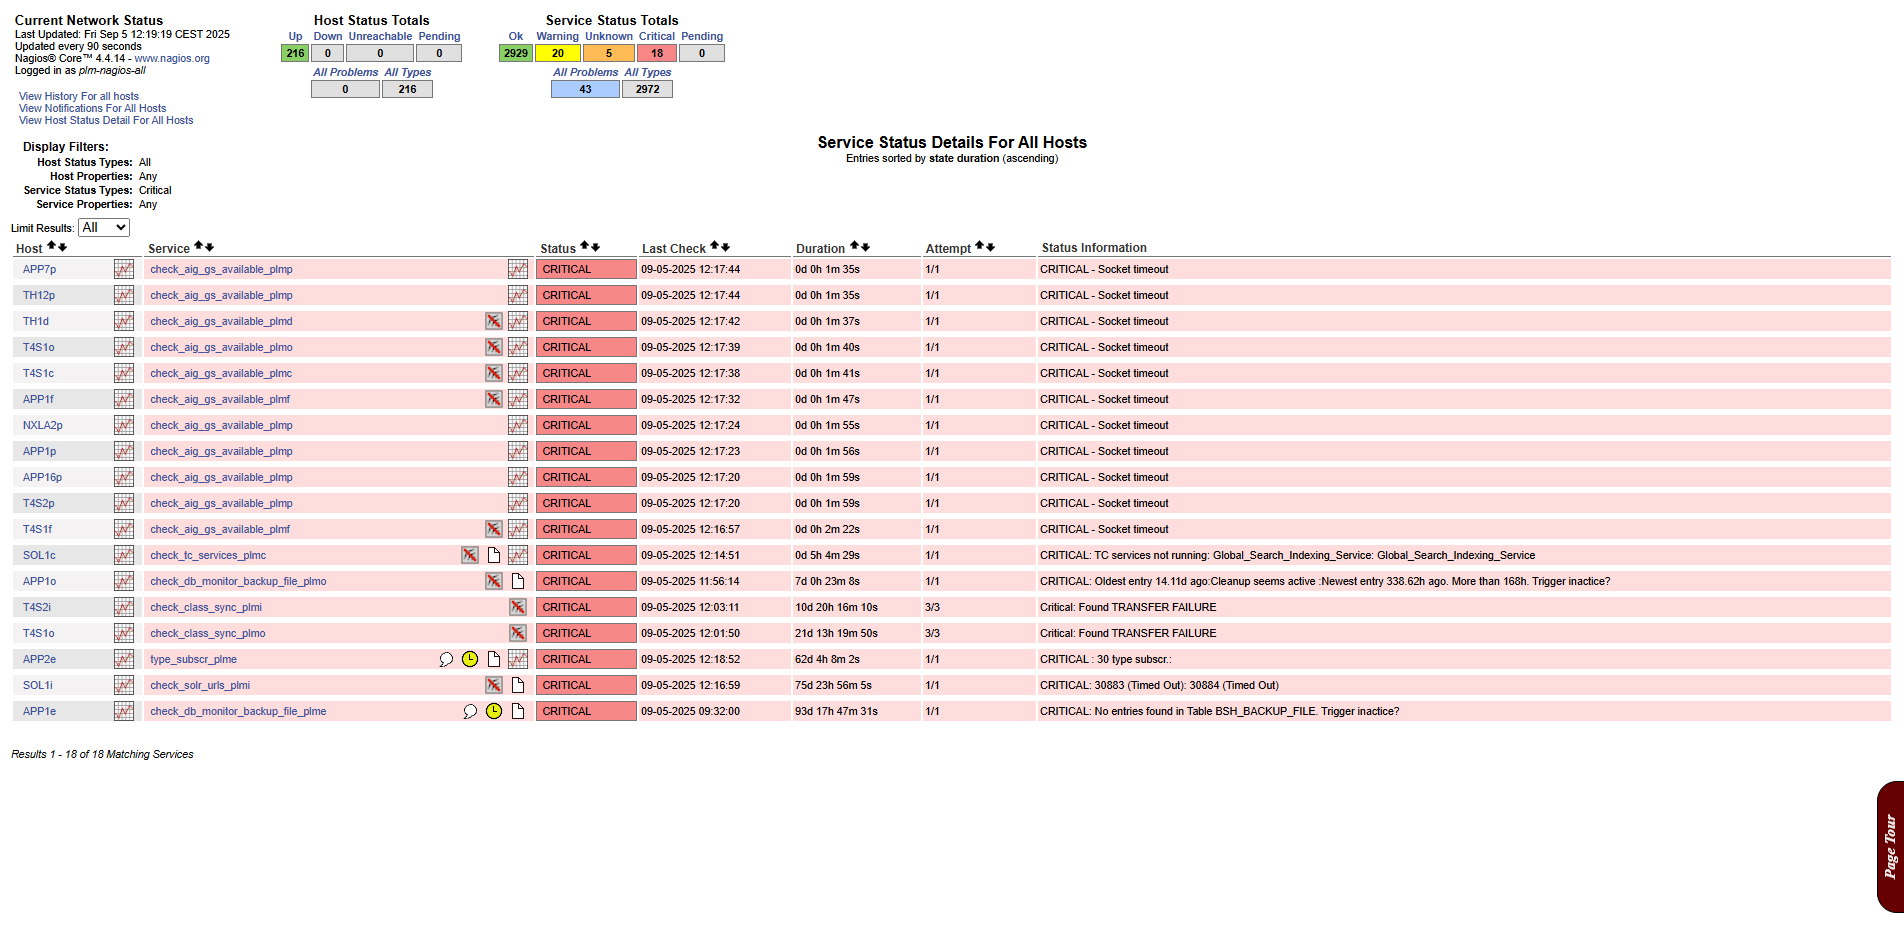 Current Network Status
Last Updated: Fri Sep 5 12:19:19 CEST 2025
Updated every 90 seconds
Nagios® Core™ 4.4.14 - www.nagios.org
Logged in as plm-nagios-all
View History For all hosts
View Notifications For All Hosts
View Host Status Detail For All Hosts
Host Status Totals
Up Down Unreachable Pending
216 0 0 0
All Problems All Types
0 216
Service Status Totals
Ok Warning Unknown Critical Pending
2929 20 5 18 0
All Problems All Types
43 2972
Display Filters:
Host Status Types: All
Host Properties: Any
Service Status Types: Critical
Service Properties: Any
Service Status Details For All Hosts
Entries sorted by state duration (ascending)
Limit Results: All
Host Service Status Last Check Duration Attempt Status Information
APP7p check_aig_gs_available_plmp CRITICAL 09-05-2025 12:17:44 0d 0h 1m 35s 1/1 CRITICAL - Socket timeout
TH12p check_aig_gs_available_plmp CRITICAL 09-05-2025 12:17:44 0d 0h 1m 35s 1/1 CRITICAL - Socket timeout
TH1d check_aig_gs_available_plmd CRITICAL 09-05-2025 12:17:42 0d 0h 1m 37s 1/1 CRITICAL - Socket timeout
T4S1o check_aig_gs_available_plmo CRITICAL 09-05-2025 12:17:39 0d 0h 1m 40s 1/1 CRITICAL - Socket timeout
T4S1c check_aig_gs_available_plmc CRITICAL 09-05-2025 12:17:38 0d 0h 1m 41s 1/1 CRITICAL - Socket timeout
APP1f check_aig_gs_available_plmf CRITICAL 09-05-2025 12:17:32 0d 0h 1m 47s 1/1 CRITICAL - Socket timeout
NXLA2p check_aig_gs_available_plmp CRITICAL 09-05-2025 12:17:24 0d 0h 1m 55s 1/1 CRITICAL - Socket timeout
APP1p check_aig_gs_available_plmp CRITICAL 09-05-2025 12:17:23 0d 0h 1m 56s 1/1 CRITICAL - Socket timeout
APP16p check_aig_gs_available_plmp CRITICAL 09-05-2025 12:17:20 0d 0h 1m 59s 1/1 CRITICAL - Socket timeout
T4S2p check_aig_gs_available_plmp CRITICAL 09-05-2025 12:17:20 0d 0h 1m 59s 1/1 CRITICAL - Socket timeout
T4S1f check_aig_gs_available_plmf CRITICAL 09-05-2025 12:16:57 0d 0h 2m 22s 1/1 CRITICAL - Socket timeout
SOL1c check_tc_services_plmc CRITICAL 09-05-2025 12:14:51 0d 5h 4m 29s 1/1 CRITICAL: TC services not running: Global_Search_Indexing_Service: Global_Search_Indexing_Service
APP1o check_db_monitor_backup_file_plmo CRITICAL 09-05-2025 11:56:14 7d 0h 23m 8s 1/1 CRITICAL: Oldest entry 14.11d ago:Cleanup seems active :Newest entry 338.62h ago. More than 168h. Trigger inactice?
T4S2i check_class_sync_plmi CRITICAL 09-05-2025 12:03:11 10d 20h 16m 10s 3/3 Critical: Found TRANSFER FAILURE
T4S1o check_class_sync_plmo CRITICAL 09-05-2025 12:01:50 21d 13h 19m 50s 3/3 Critical: Found TRANSFER FAILURE
APP2e type_subscr_plme CRITICAL 09-05-2025 12:18:52 62d 4h 8m 2s 1/1 CRITICAL : 30 type subscr.:
SOL1i check_solr_urls_plmi CRITICAL 09-05-2025 12:16:59 75d 23h 56m 5s 1/1 CRITICAL: 30883 (Timed Out): 30884 (Timed Out)
APP1e check_db_monitor_backup_file_plme CRITICAL 09-05-2025 09:32:00 93d 17h 47m 31s 1/1 CRITICAL: No entries found in Table BSH_BACKUP_FILE. Trigger inactice?
Results 1 - 18 of 18 Matching Services
Page Tour